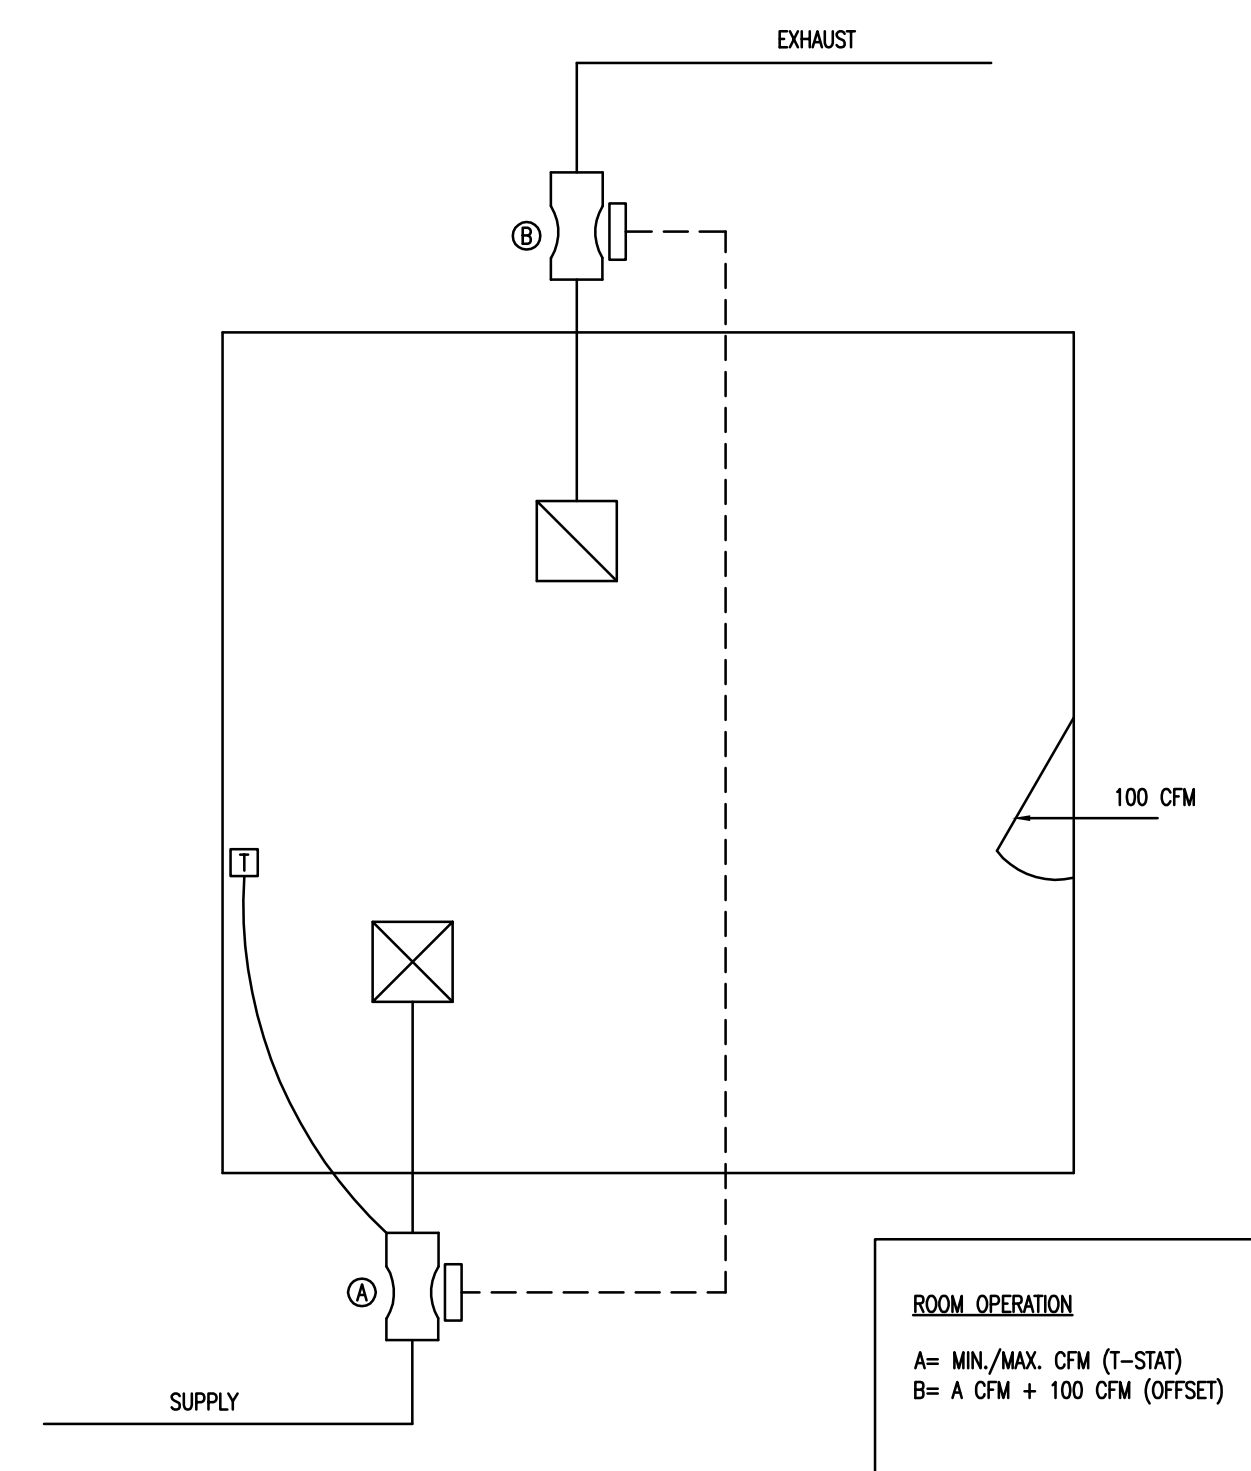 EXHAUST
B
100 CFM
T
A
ROOM OPERATION
A= MIN./MAX. CFM (T-STAT)
B= A CFM + 100 CFM (OFFSET)
SUPPLY